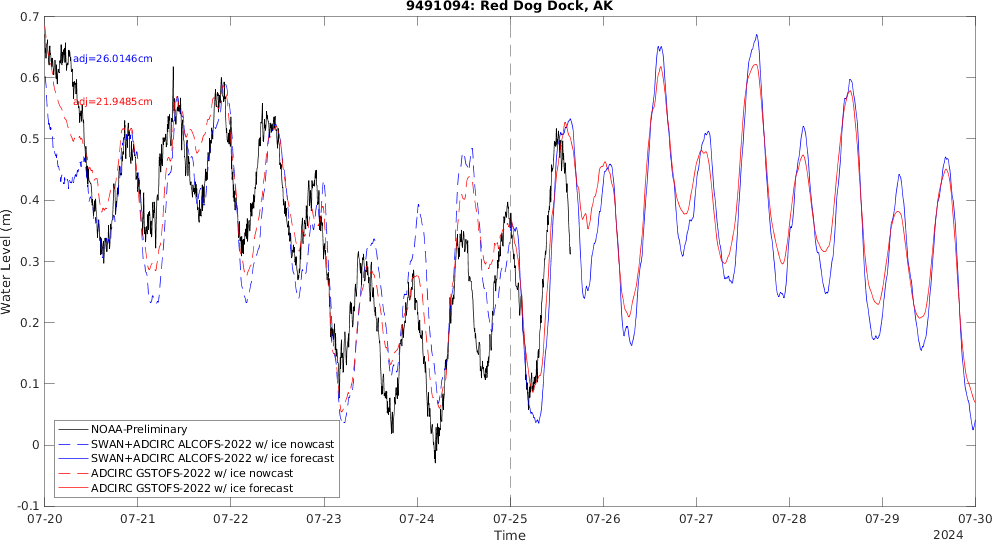 9491094: Red Dog Dock, AK
0.7
0.6
0.5
0.4
0.3
0.2
0.1
0
-0.1
Water Level (m)
adj=26.0146cm
adj=21.9485cm
NOAA-Preliminary
SWAN+ADCIRC ALCOFS-2022 w/ ice nowcast
SWAN+ADCIRC ALCOFS-2022 w/ ice forecast
ADCIRC GSTOFS-2022 w/ ice nowcast
ADCIRC GSTOFS-2022 w/ ice forecast
07-20 07-21 07-22 07-23 07-24 07-25 07-26 07-27 07-28 07-29 07-30
Time
2024